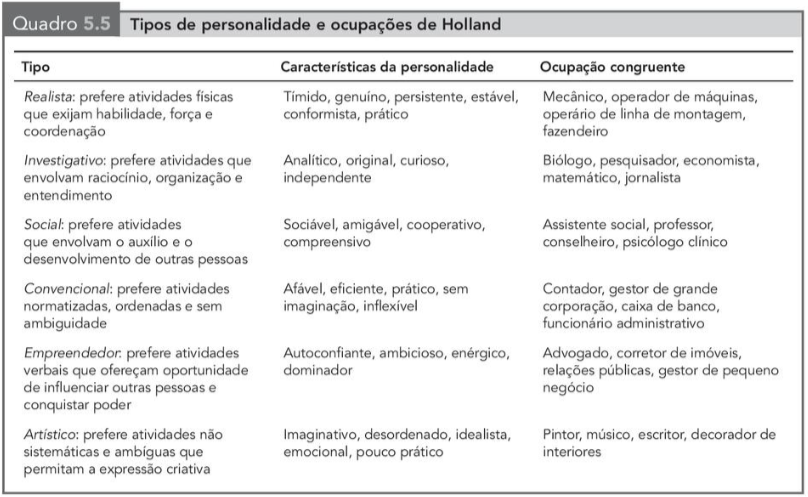 Quadro 5.5 Tipos de personalidade e ocupações de Holland
Tipo
Características da personalidade
Ocupação congruente
Realista: prefere atividades físicas
que exijam habilidade, força e
coordenação
Tímido, genuíno, persistente, estável,
conformista, prático
Mecânico, operador de máquinas,
operário de linha de montagem,
fazendeiro
Investigativo: prefere atividades que
envolvam raciocínio, organização e
entendimento
Analítico, original, curioso,
independente
Biólogo, pesquisador, economista,
matemático, jornalista
Social: prefere atividades
que envolvam o auxílio e o
desenvolvimento de outras pessoas
Sociável, amigável, cooperativo,
compreensivo
Assistente social, professor,
conselheiro, psicólogo clínico
Convencional: prefere atividades
normatizadas, ordenadas e sem
ambiguidade
Afável, eficiente, prático, sem
imaginação, inflexível
Contador, gestor de grande
corporação, caixa de banco,
funcionário administrativo
Empreendedor: prefere atividades
verbais que ofereçam oportunidade
de influenciar outras pessoas e
conquistar poder
Autoconfiante, ambicioso, enérgico,
dominador
Advogado, corretor de imóveis,
relações públicas, gestor de pequeno
negócio
Artístico: prefere atividades não
sistemáticas e ambíguas que
permitam a expressão criativa
Imaginativo, desordenado, idealista,
emocional, pouco prático
Pintor, músico, escritor, decorador de
interiores